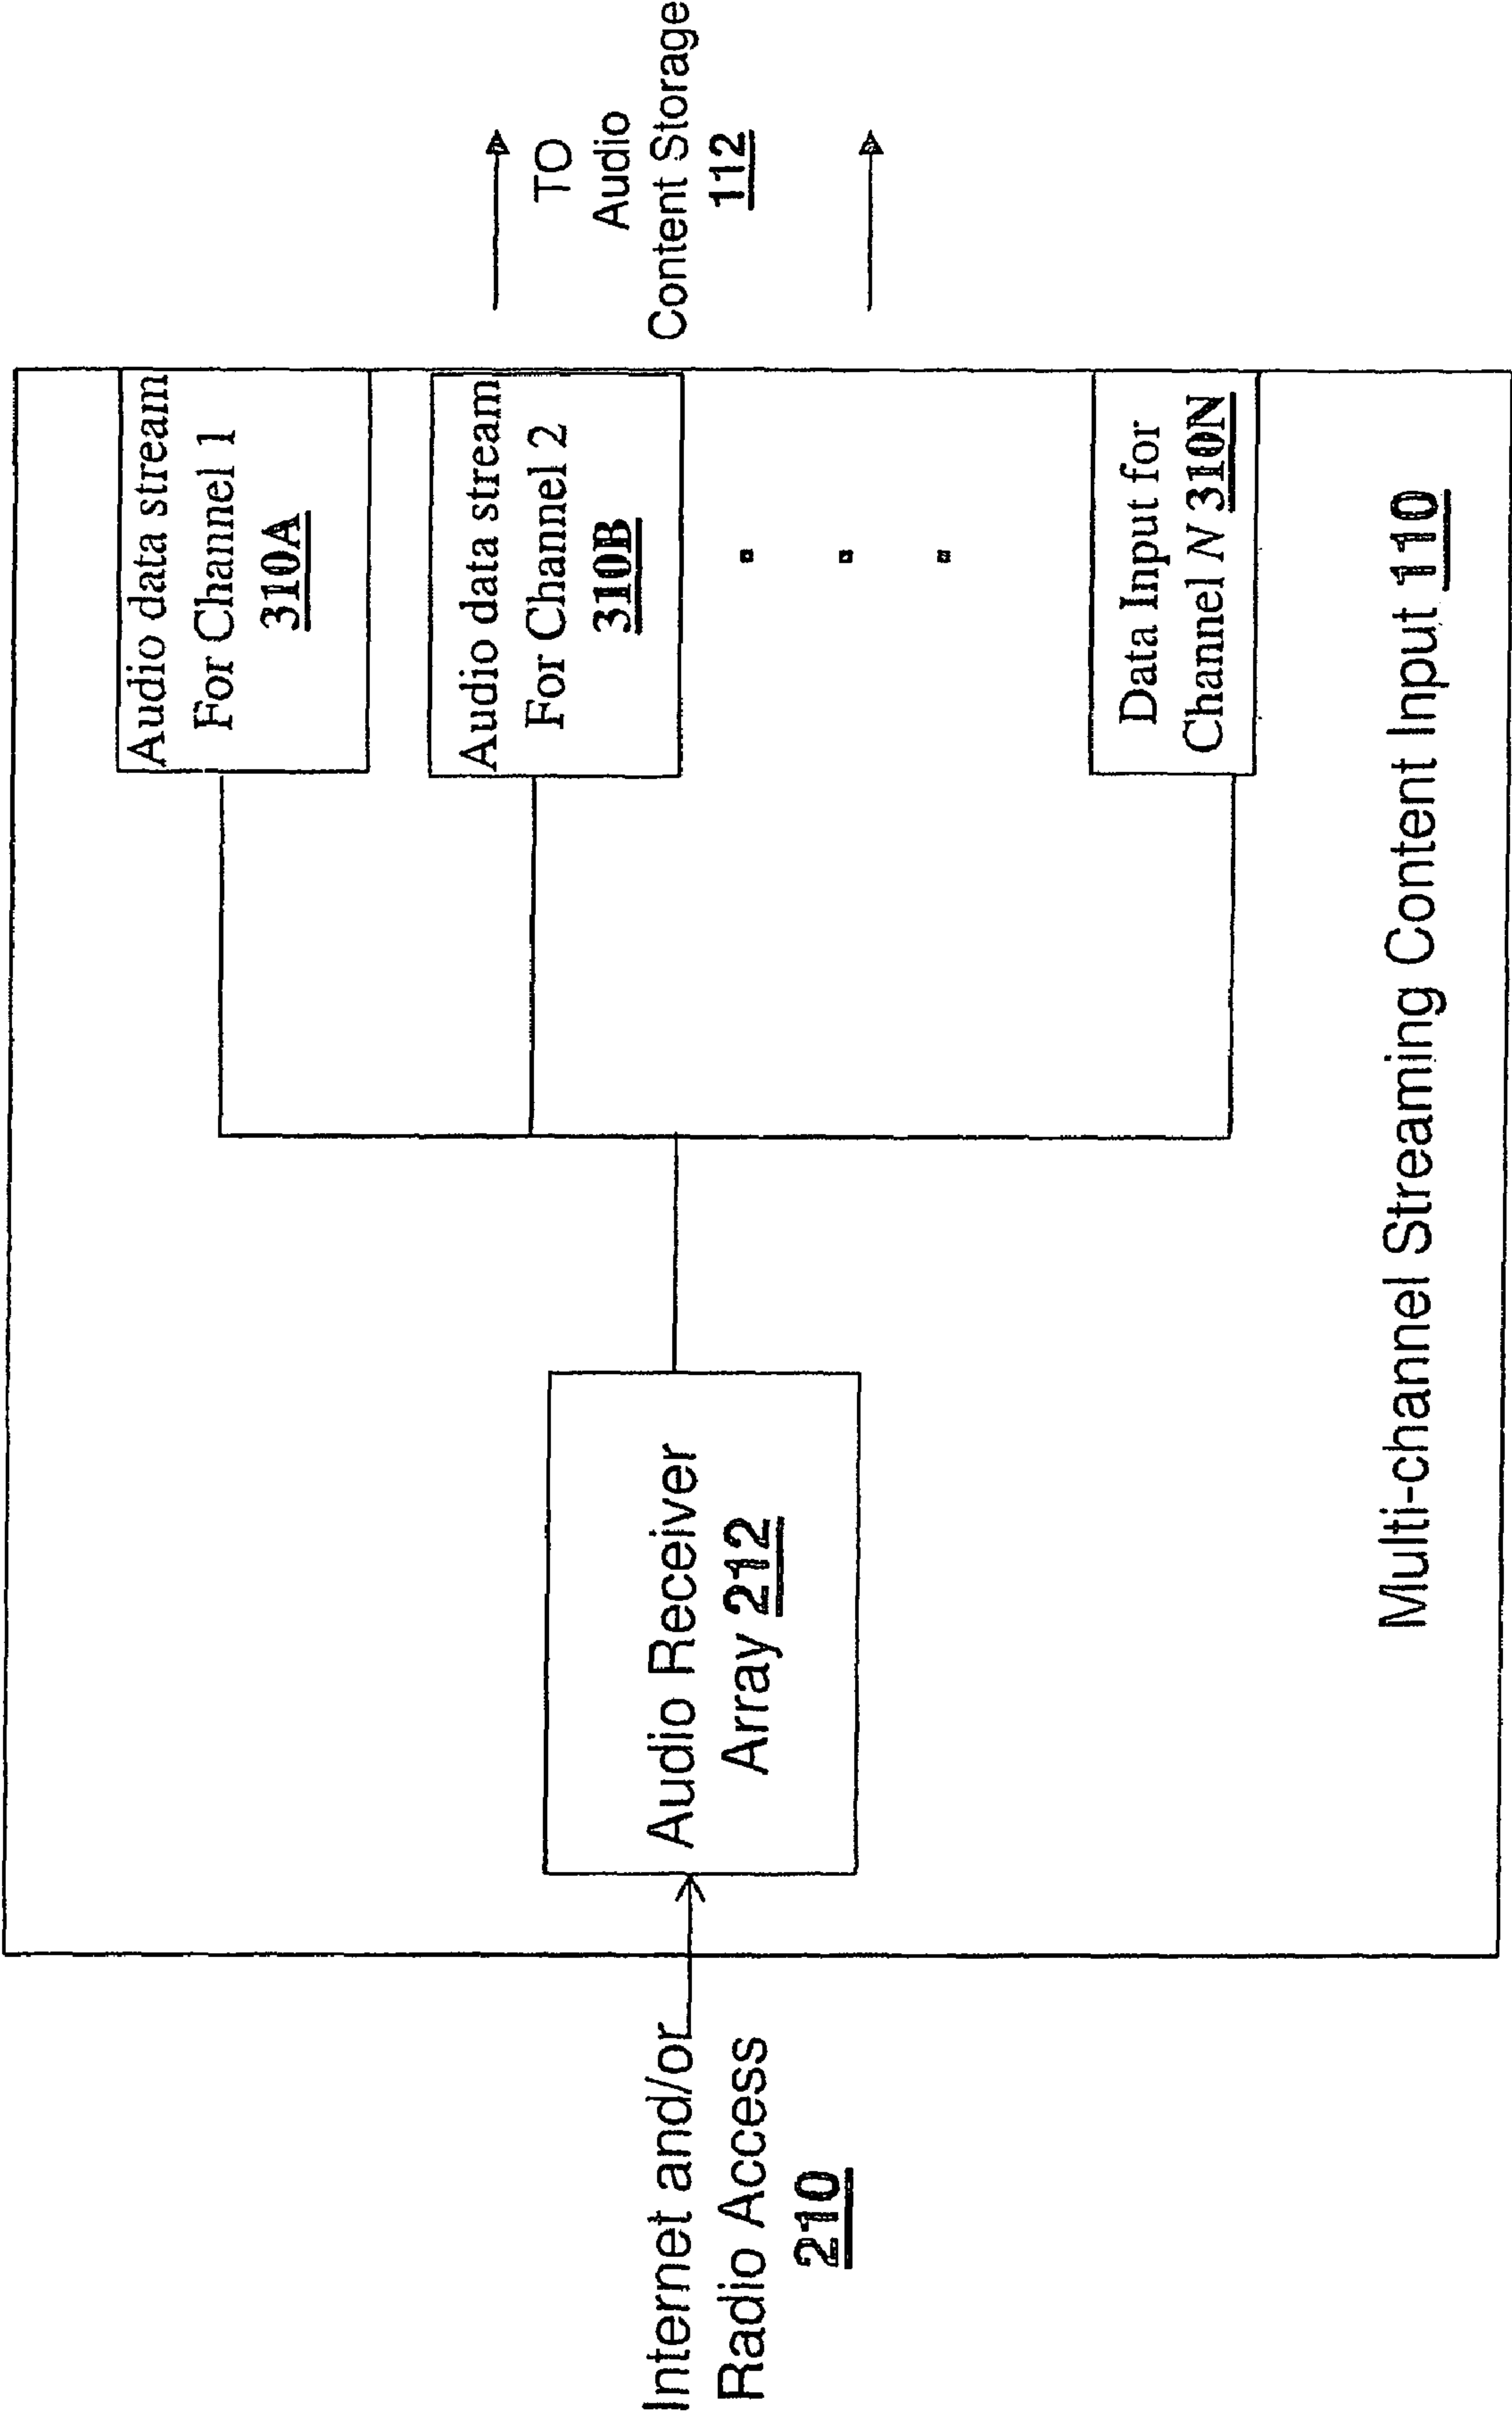 Internet and/or
Radio Access
210
Audio Receiver
Array 212
Audio data stream
For Channel 1
310A
Audio data stream
For Channel 2
310B
Data Input for
Channel N 310N
Multi-channel Streaming Content Input 110
TO
Audio
Content Storage
112